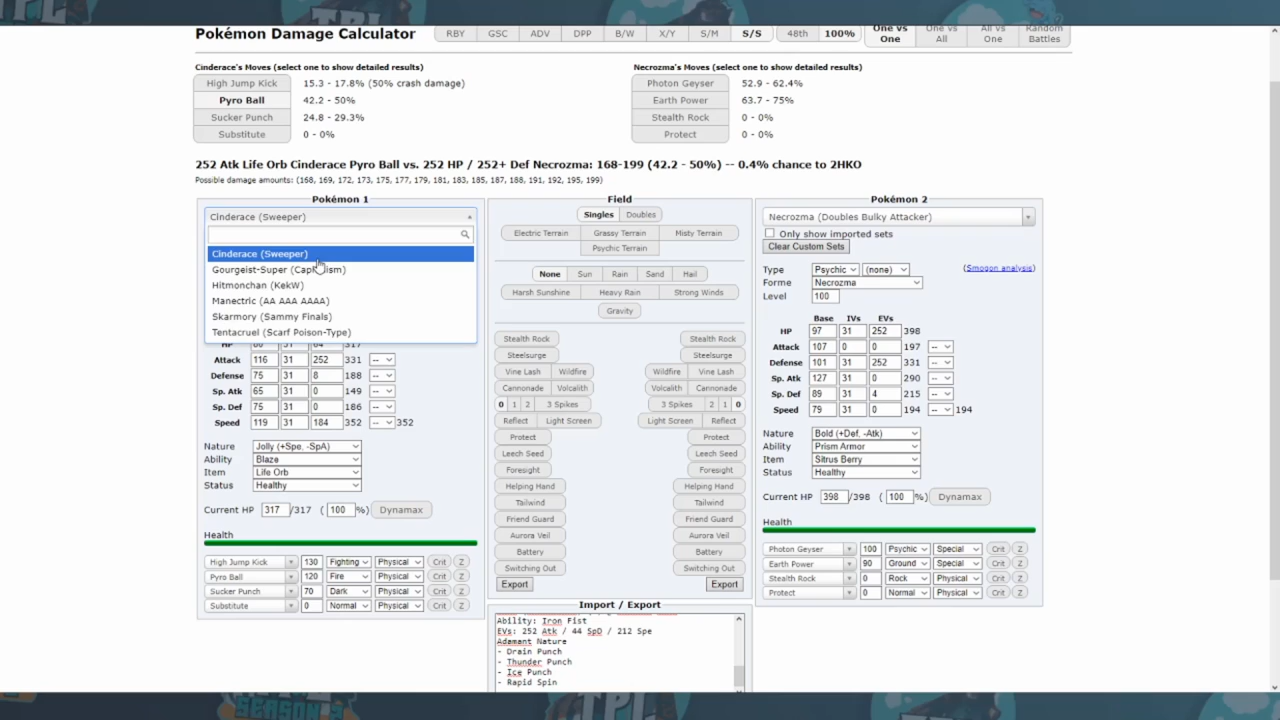 Pokémon Damage Calculator
RBY GSC ADV DPP B/W X/Y S/M S/S 48th 100%
One vs One
One vs All
All vs One
Random Battles
Cinderace's Moves (select one to show detailed results)
High Jump Kick 15.3 - 17.8% (50% crash damage)
Pyro Ball 42.2 - 50%
Sucker Punch 24.8 - 29.3%
Substitute 0 - 0%
Necrozma's Moves (select one to show detailed results)
Photon Geyser 52.9 - 62.4%
Earth Power 63.7 - 75%
Stealth Rock 0 - 0%
Protect 0 - 0%
252 Atk Life Orb Cinderace Pyro Ball vs. 252 HP / 252+ Def Necrozma: 168-199 (42.2 - 50%) -- 0.4% chance to 2HKO
Possible damage amounts: (168, 169, 172, 173, 175, 177, 179, 181, 183, 185, 187, 188, 191, 192, 195, 199)
Pokémon 1
Cinderace (Sweeper)
Cinderace (Sweeper)
Gourgeist-Super (Capitalism)
Hitmonchan (KekW)
Manectric (AA AAA AAAA)
Skarmory (Sammy Finals)
Tentacruel (Scarf Poison-Type)
Attack 116 31 252 331 --
Defense 75 31 8 188 --
Sp. Atk 65 31 0 149 --
Sp. Def 75 31 0 186 --
Speed 119 31 184 352 -- 352
Nature Jolly (+Spe, -SpA)
Ability Blaze
Item Life Orb
Status Healthy
Current HP 317 /317 ( 100 %) Dynamax
Health
High Jump Kick 130 Fighting Physical Crit Z
Pyro Ball 120 Fire Physical Crit Z
Sucker Punch 70 Dark Physical Crit Z
Substitute 0 Normal Physical Crit Z
Field
Singles Doubles
Electric Terrain Grassy Terrain Misty Terrain
Psychic Terrain
None Sun Rain Sand Hail
Harsh Sunshine Heavy Rain Strong Winds
Gravity
Stealth Rock Stealth Rock
Steelsurge Steelsurge
Vine Lash Wildfire Wildfire Vine Lash
Cannonade Volcalith Volcalith Cannonade
0 1 2 3 Spikes 3 Spikes 2 1 0
Reflect Light Screen Light Screen Reflect
Protect Protect
Leech Seed Leech Seed
Foresight Foresight
Helping Hand Helping Hand
Tailwind Tailwind
Friend Guard Friend Guard
Aurora Veil Aurora Veil
Battery Battery
Switching Out Switching Out
Export Export
Import / Export
Ability: Iron Fist
EVs: 252 Atk / 44 SpD / 212 Spe
Adamant Nature
- Drain Punch
- Thunder Punch
- Ice Punch
- Rapid Spin
Pokémon 2
Necrozma (Doubles Bulky Attacker)
Only show imported sets
Clear Custom Sets
Type Psychic (none) (Smogon analysis)
Forme Necrozma
Level 100
Base IVs EVs
HP 97 31 252 398
Attack 107 31 0 197 --
Defense 101 31 252 331 --
Sp. Atk 127 31 0 290 --
Sp. Def 89 31 4 215 --
Speed 79 31 0 194 -- 194
Nature Bold (+Def, -Atk)
Ability Prism Armor
Item Sitrus Berry
Status Healthy
Current HP 398 /398 ( 100 %) Dynamax
Health
Photon Geyser 100 Psychic Special Crit Z
Earth Power 90 Ground Special Crit Z
Stealth Rock 0 Rock Physical Crit Z
Protect 0 Normal Physical Crit Z
TPL
SEASON
TPL